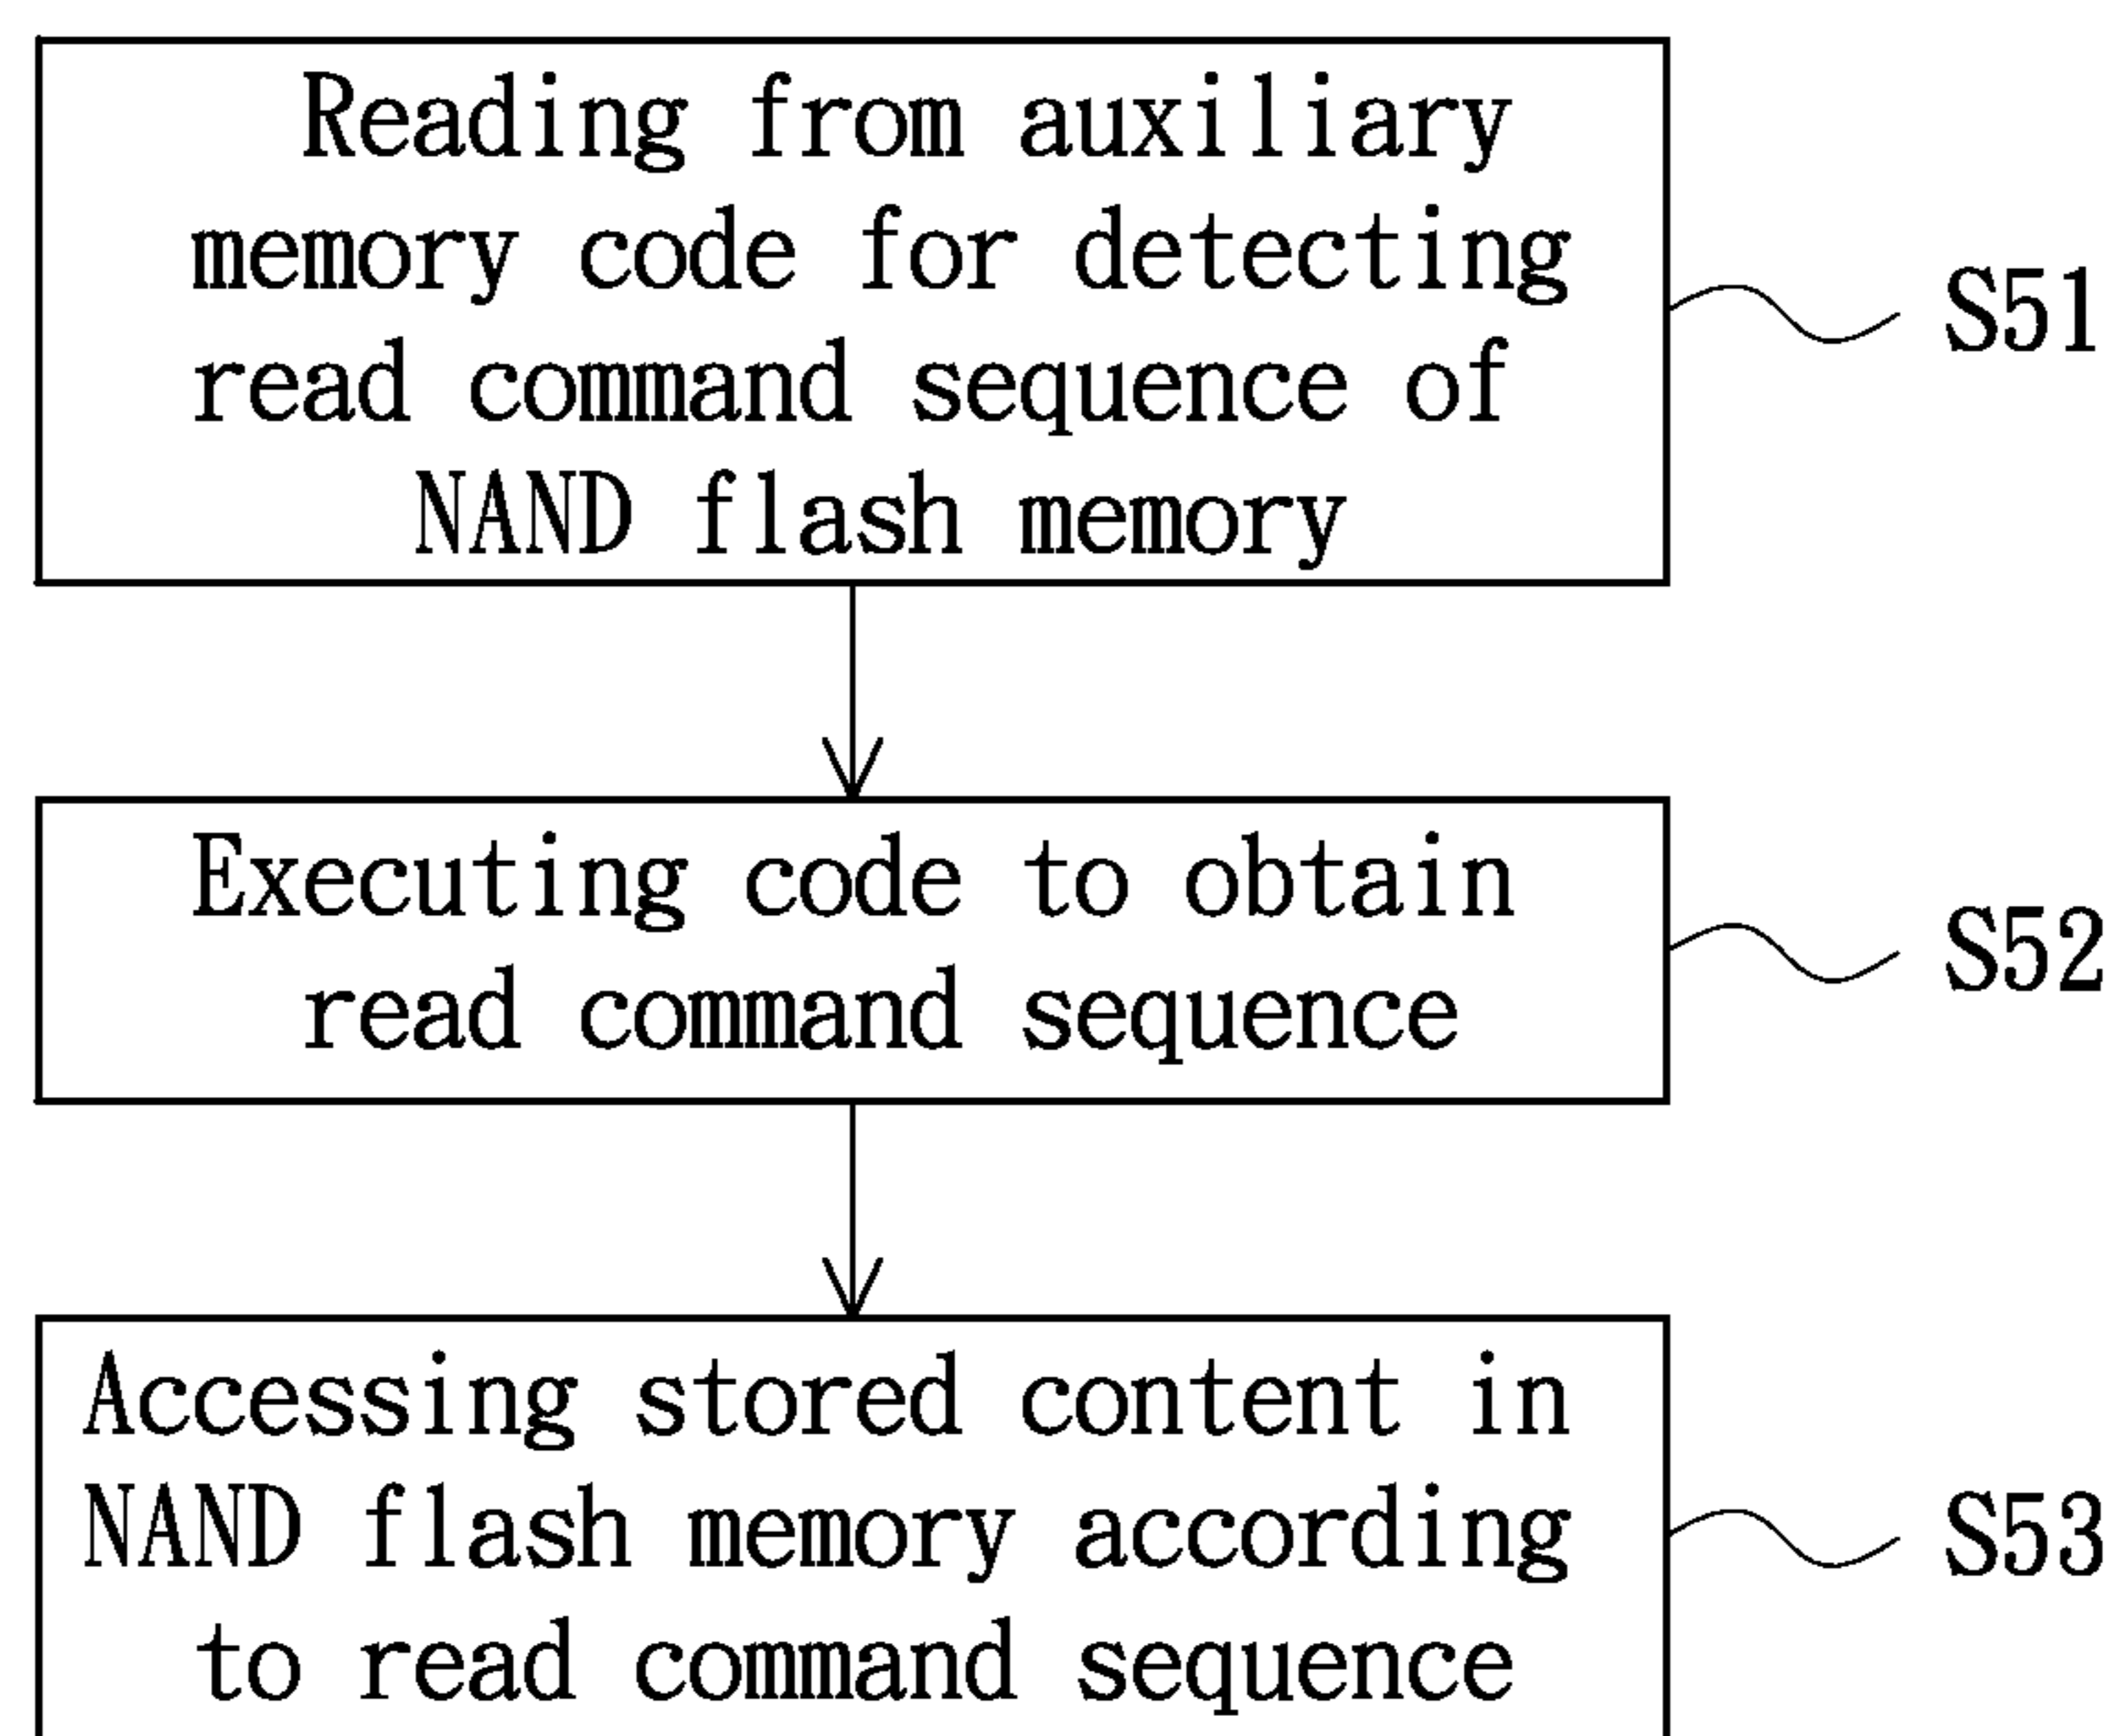 Reading from auxiliary
memory code for detecting
read command sequence of
NAND flash memory
S51
Executing code to obtain
read command sequence
S52
Accessing stored content in
NAND flash memory according
to read command sequence
S53